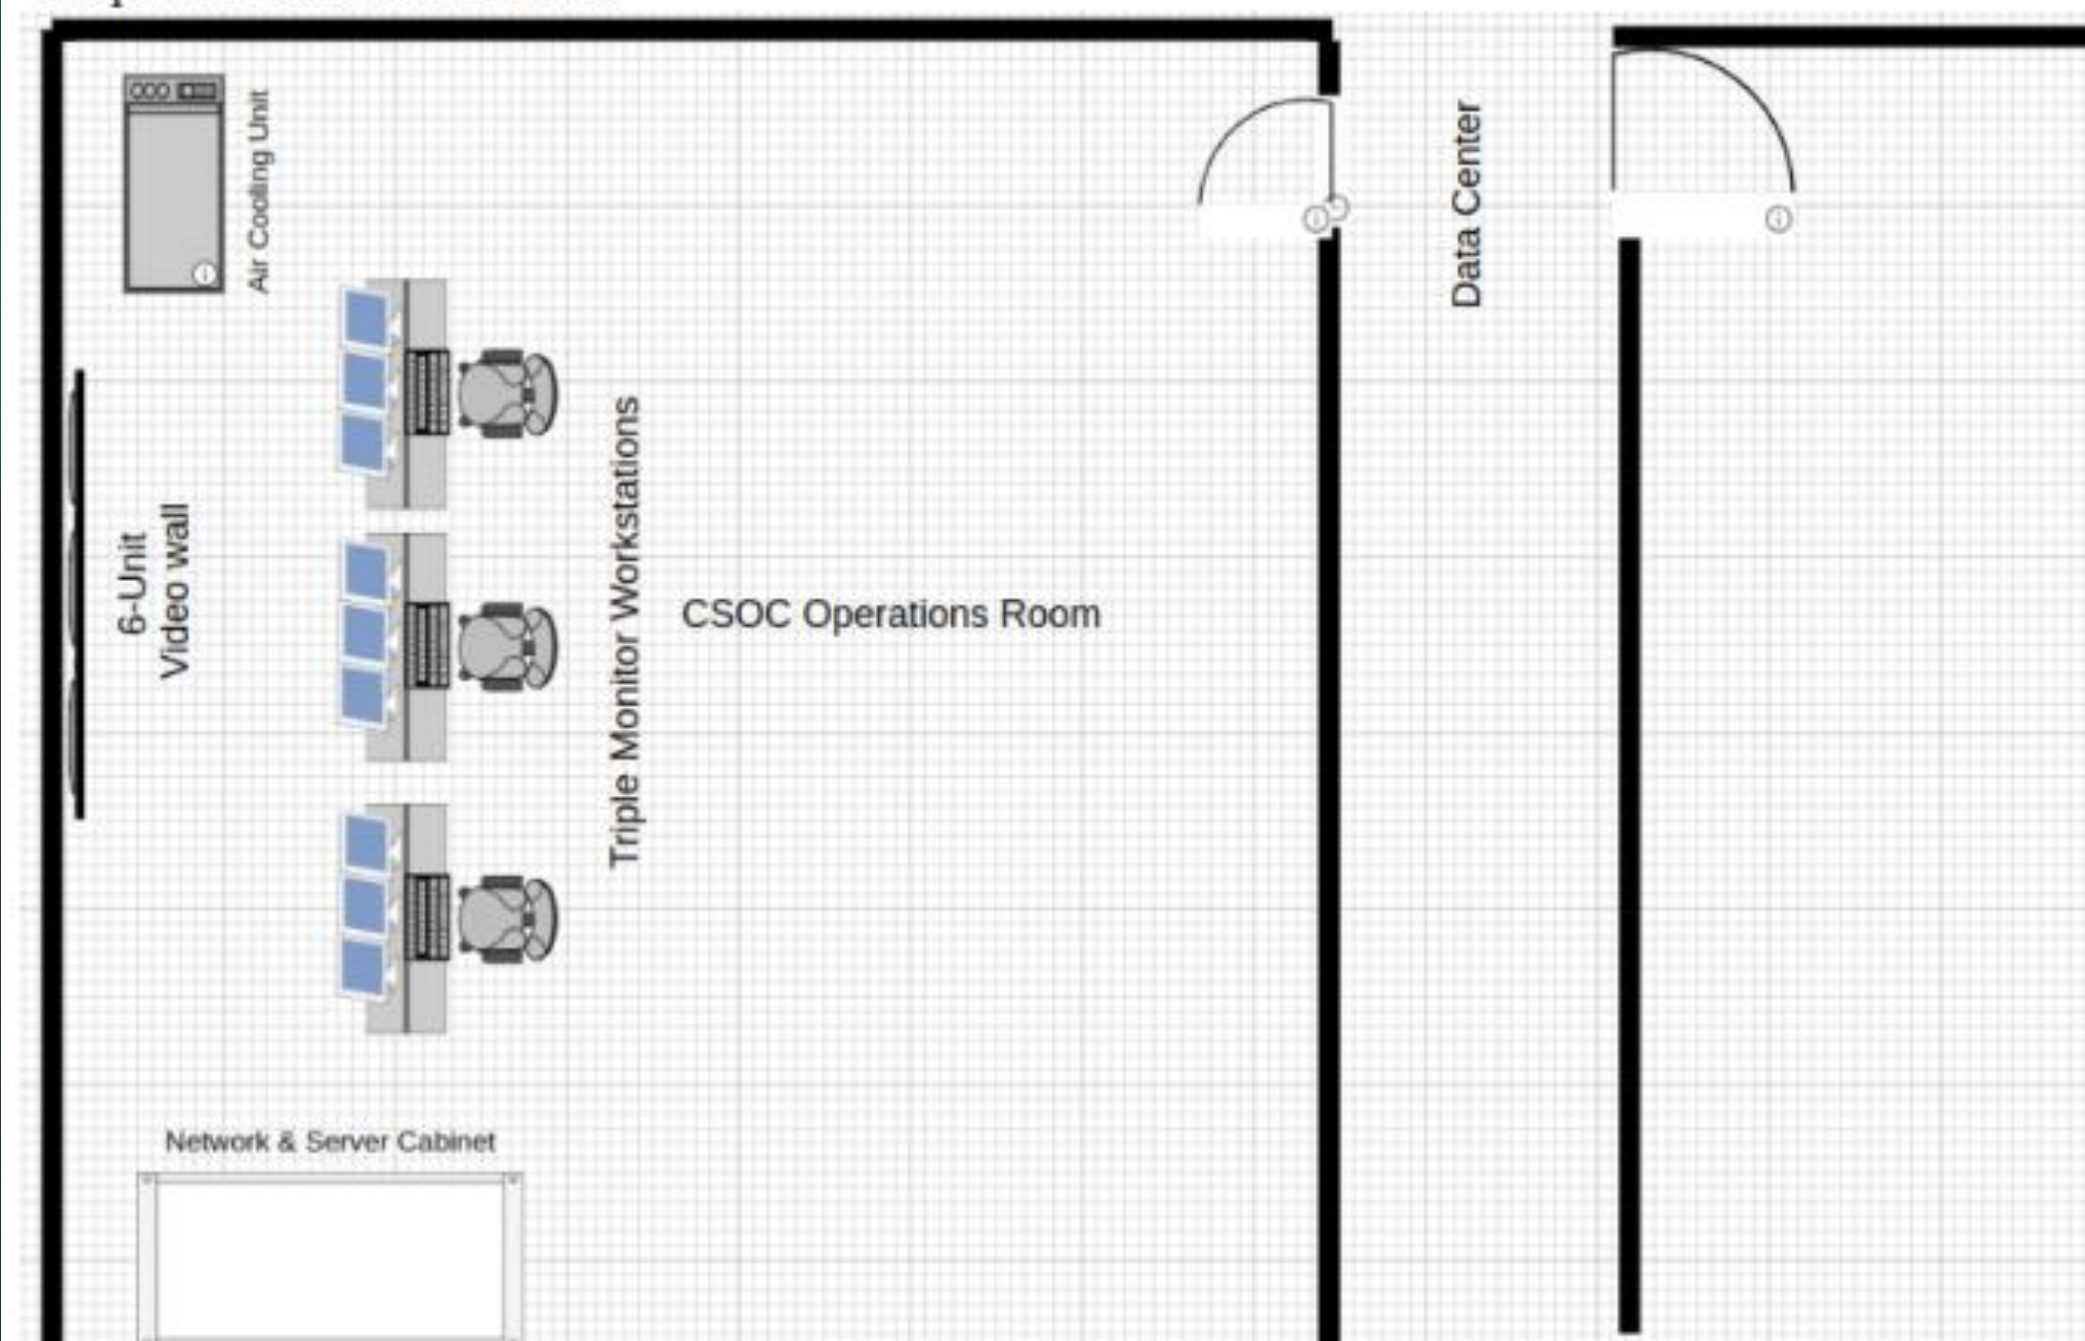 Air Cooling Unit
Data Center
6-Unit
Video wall
Triple Monitor Workstations
CSOC Operations Room
Network & Server Cabinet